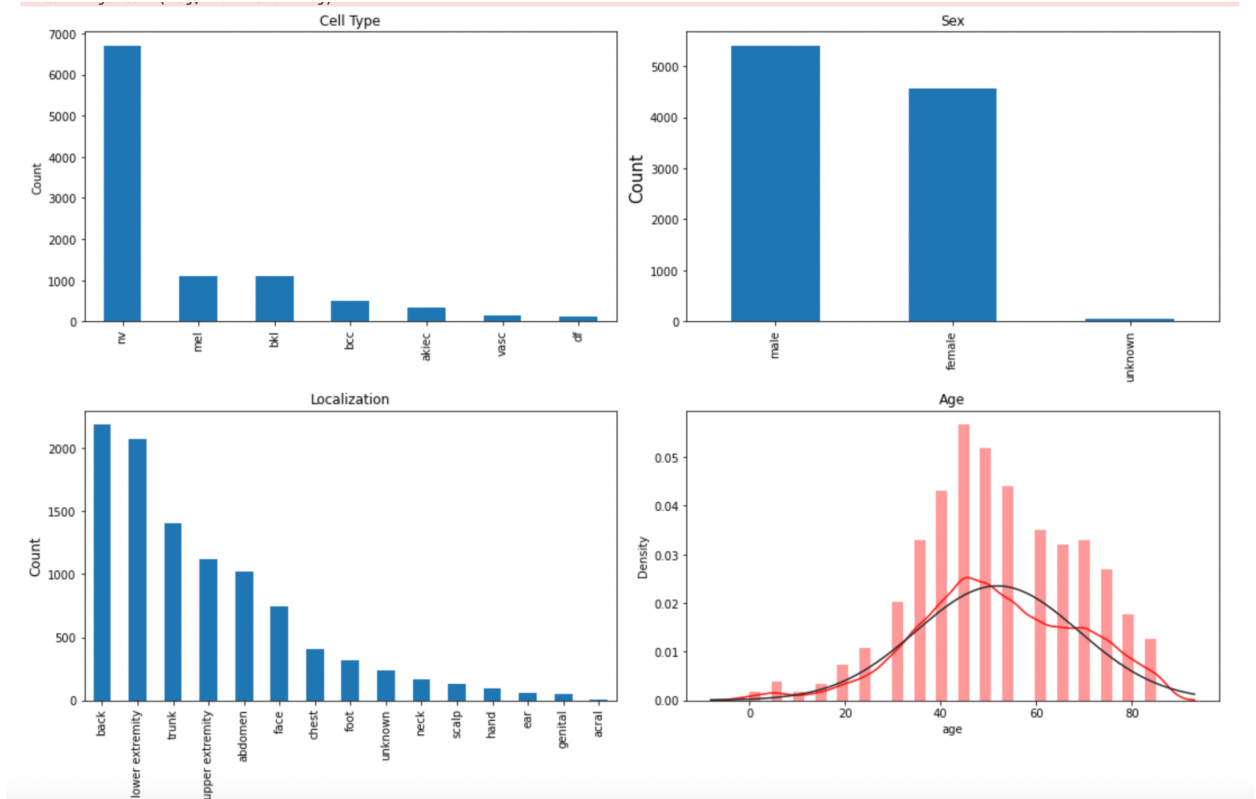 Cell Type
7000
6000
5000
4000
3000
2000
1000
0
Count
nv
mel
bkl
bcc
akiec
vasc
df
Sex
5000
4000
3000
2000
1000
0
Count
male
female
unknown
Localization
2000
1500
1000
500
0
Count
back
lower extremity
trunk
upper extremity
abdomen
face
chest
foot
unknown
neck
scalp
hand
ear
genital
acral
Age
0.05
0.04
0.03
0.02
0.01
0.00
Density
0
20
40
60
80
age